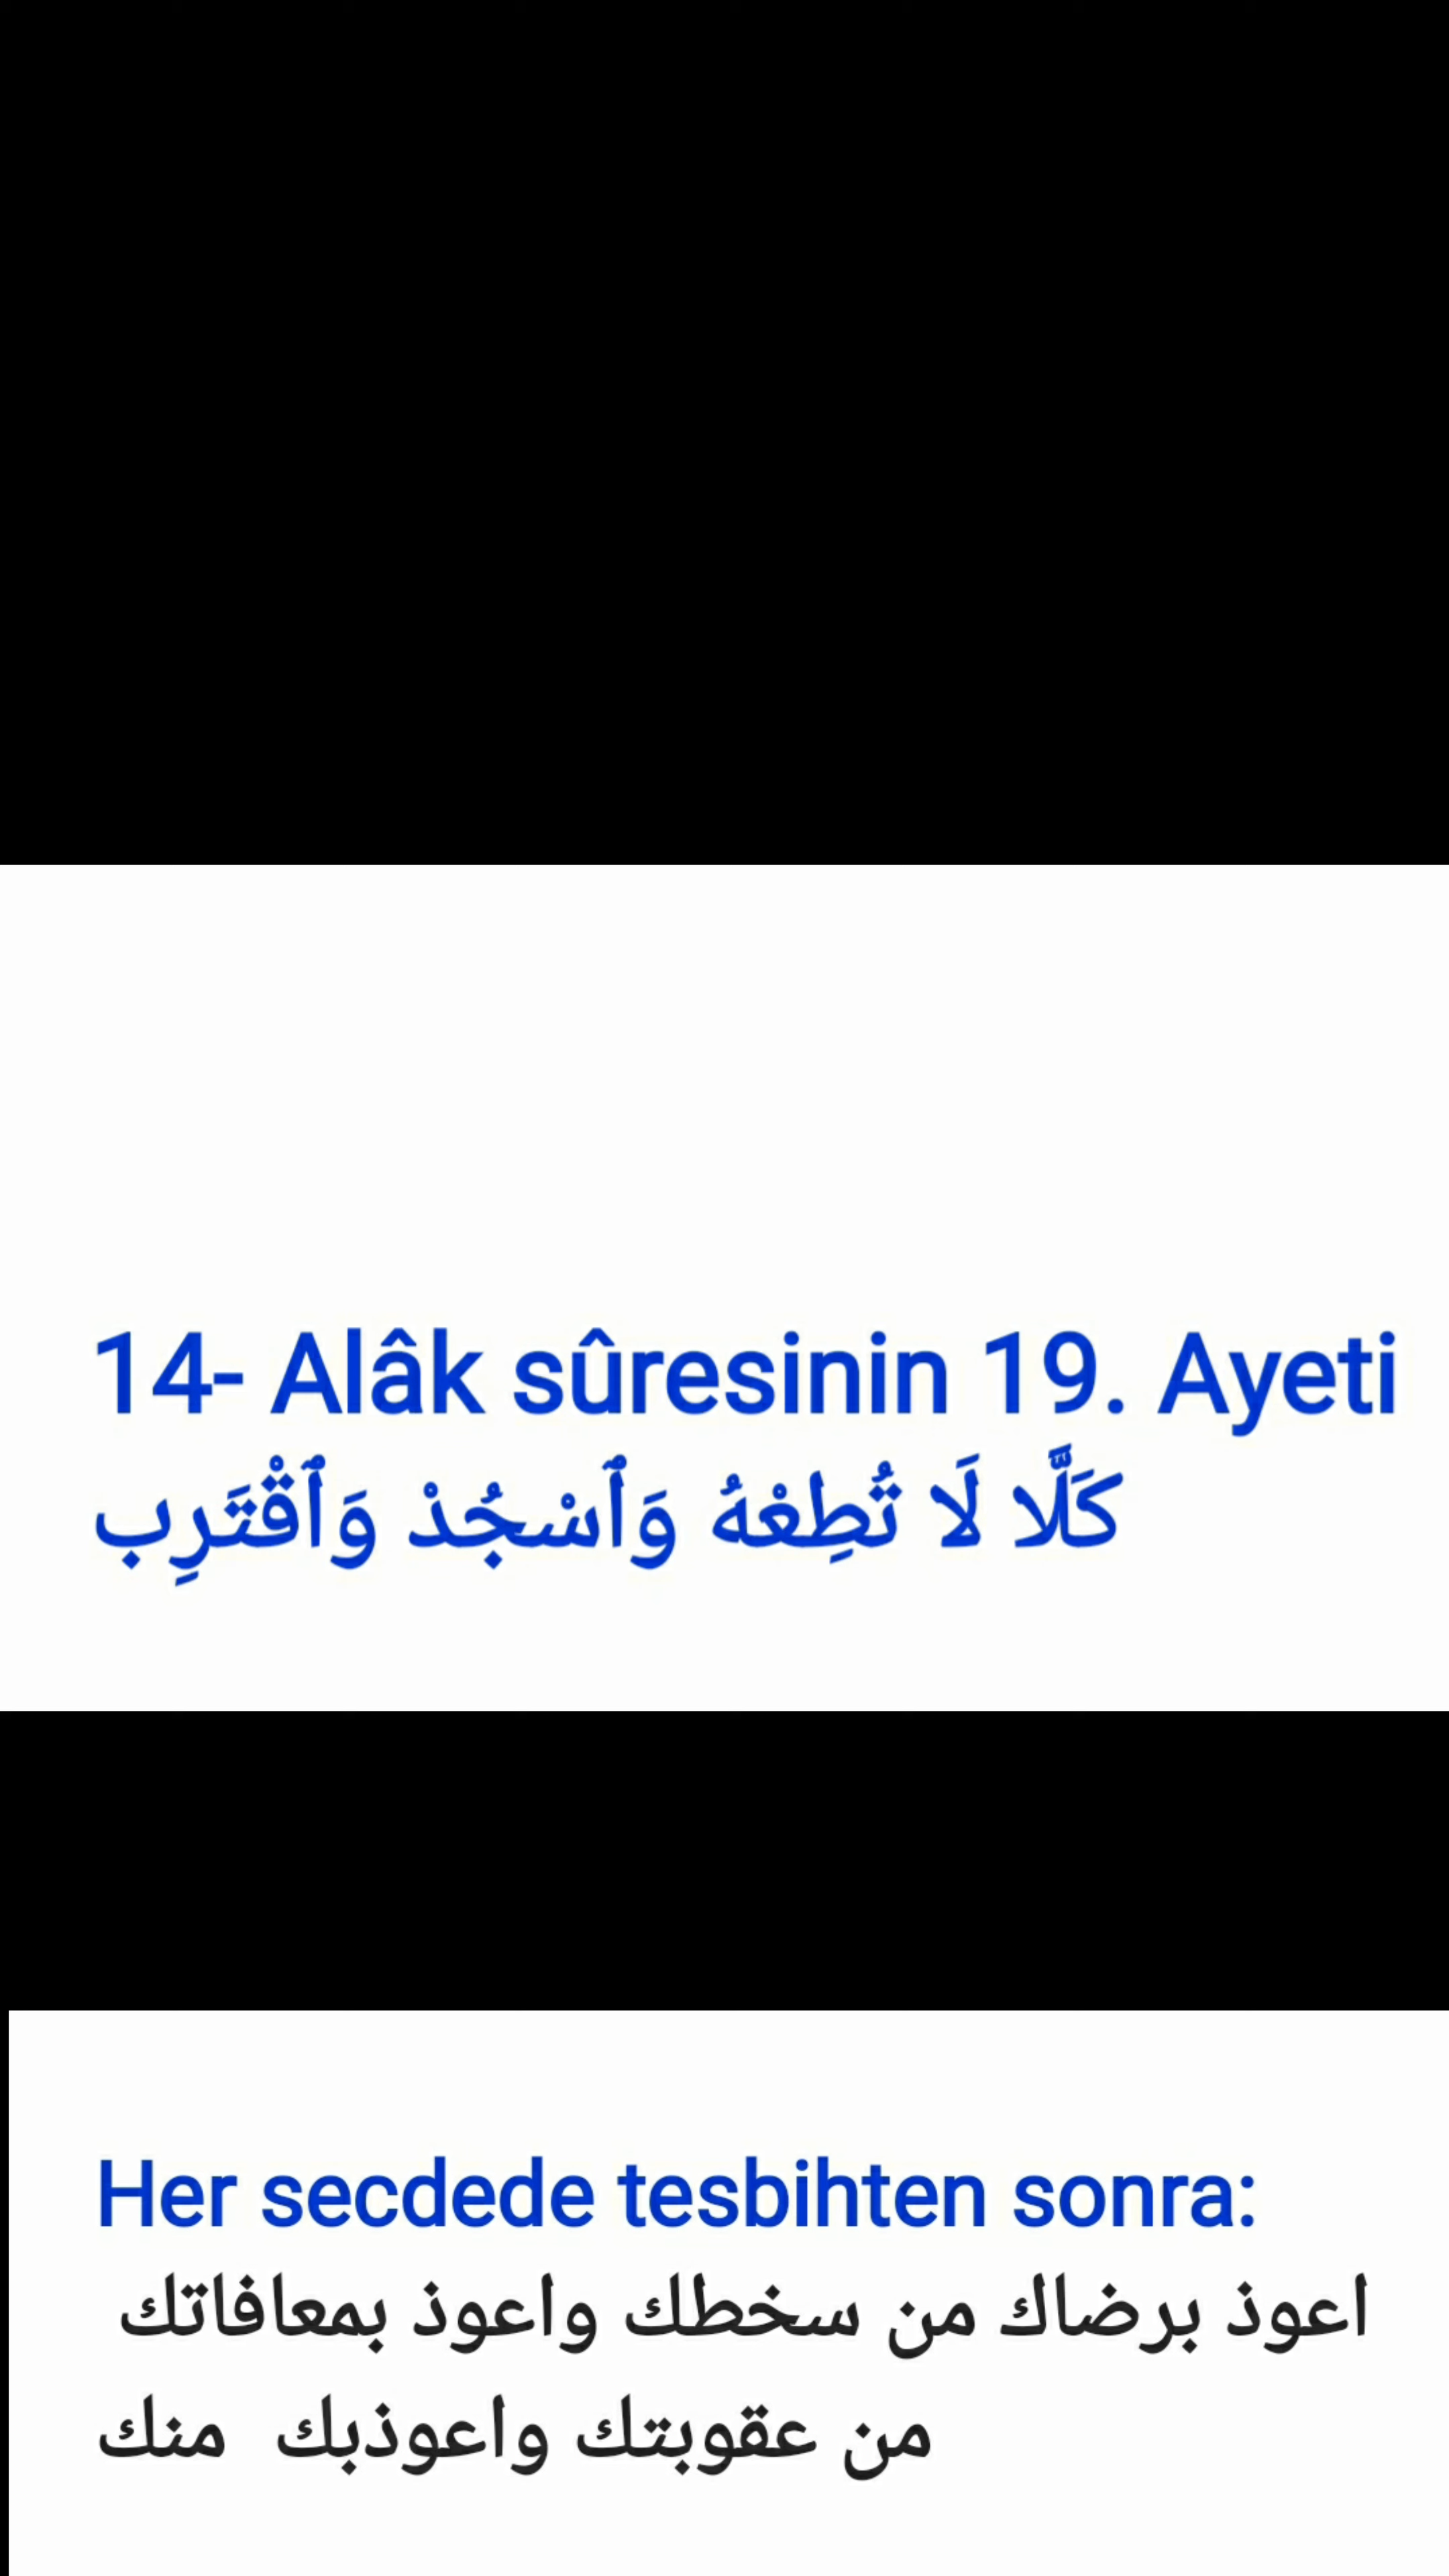 14- Alâk sûresinin 19. Ayeti
كَلَّا لَا تُطِعْهُ وَٱسْجُدْ وَٱقْتَرِب
Her secdede tesbihten sonra:
اعوذ برضاك من سخطك واعوذ بمعافاتك
من عقوبتك واعوذبك منك